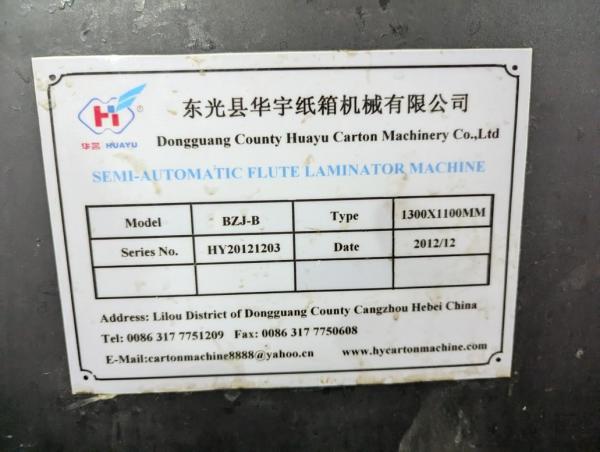 东光县华宇纸箱机械有限公司
华宫 HUAYU
Dongguang County Huayu Carton Machinery Co.,Ltd
SEMI-AUTOMATIC FLUTE LAMINATOR MACHINE
Model BZJ-B Type 1300X1100MM
Series No. HY20121203 Date 2012/12
Address: Lilou District of Dongguang County Cangzhou Hebei China
Tel: 0086 317 7751209 Fax: 0086 317 7750608
E-Mail:cartonmachine8888@yahoo.cn www.hycartonmachine.com